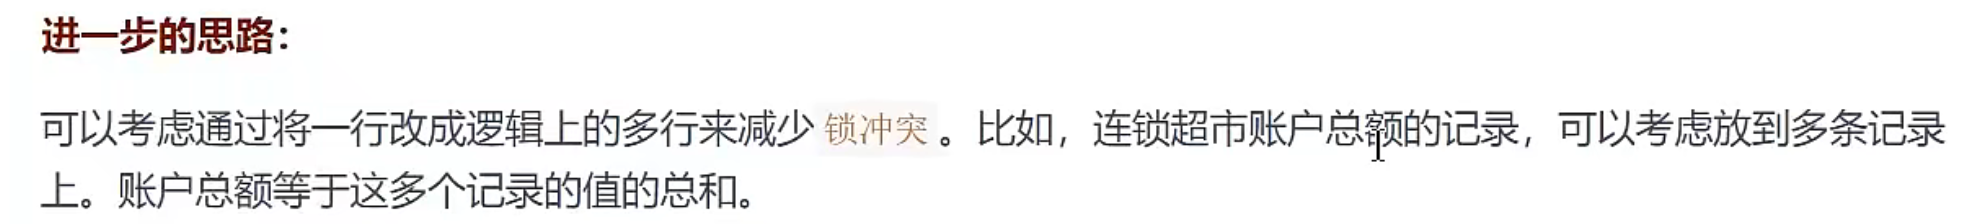 进一步的思路：
可以考虑通过将一行改成逻辑上的多行来减少 锁冲突 。比如，连锁超市账户总额的记录，可以考虑放到多条记录
上。账户总额等于这多个记录的值的总和。